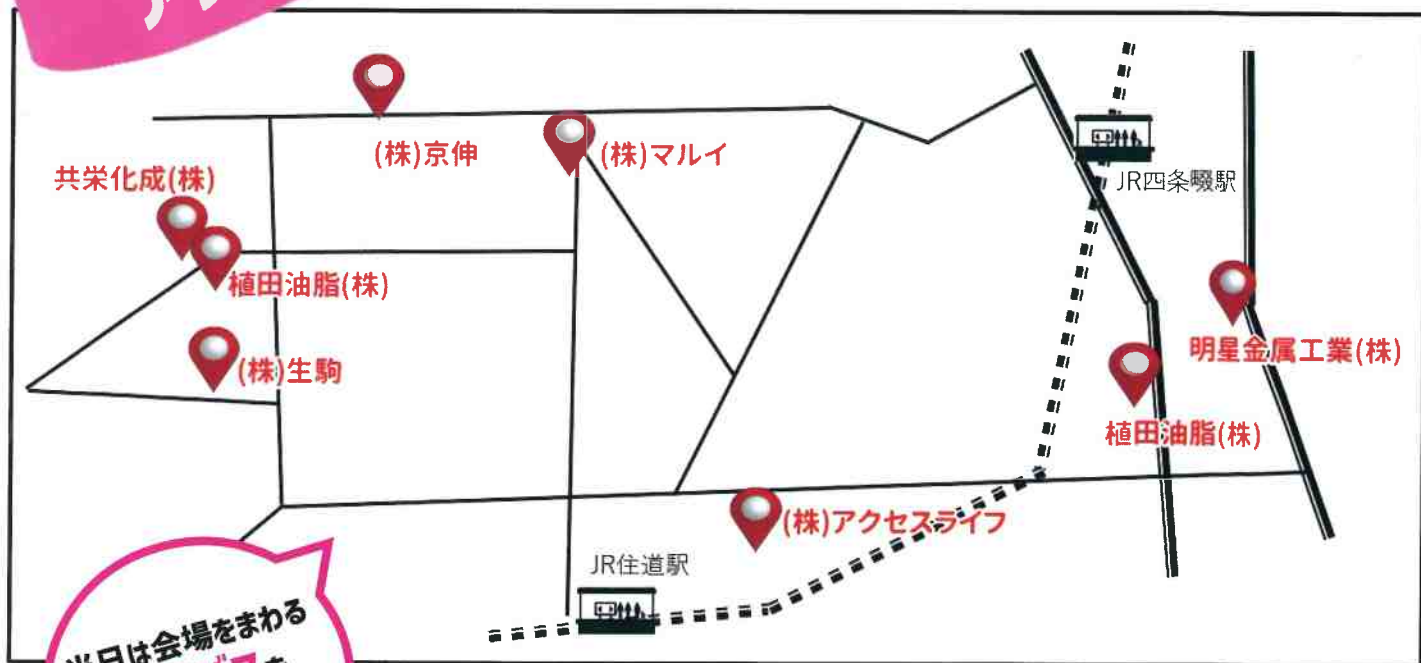 (株)京伸
(株)マルイ
共栄化成(株)
JR四条畷駅
植田油脂(株)
(株)生駒
明星金属工業(株)
植田油脂(株)
(株)アクセスライフ
JR住道駅
当日は会場をまわる